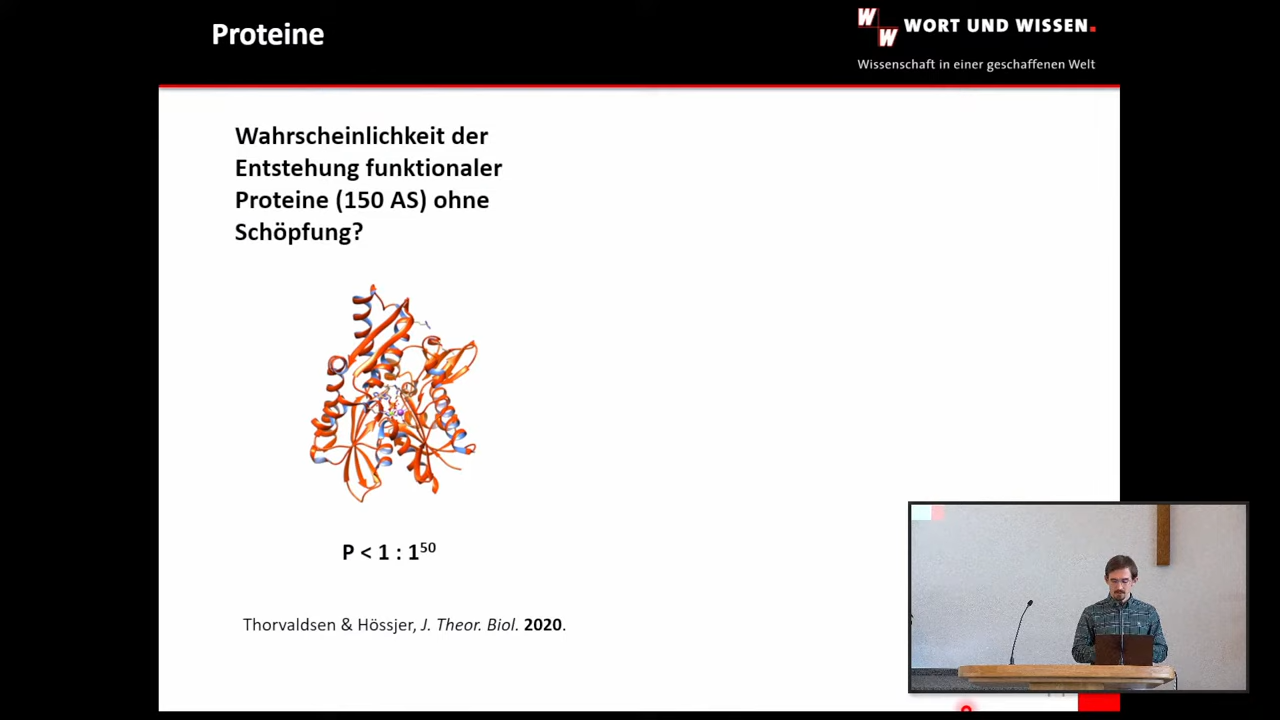 Proteine
WORT UND WISSEN.
Wissenschaft in einer geschaffenen Welt
Wahrscheinlichkeit der
Entstehung funktionaler
Proteine (150 AS) ohne
Schöpfung?
P < 1 : 1⁵⁰
Thorvaldsen & Hössjer, J. Theor. Biol. 2020.